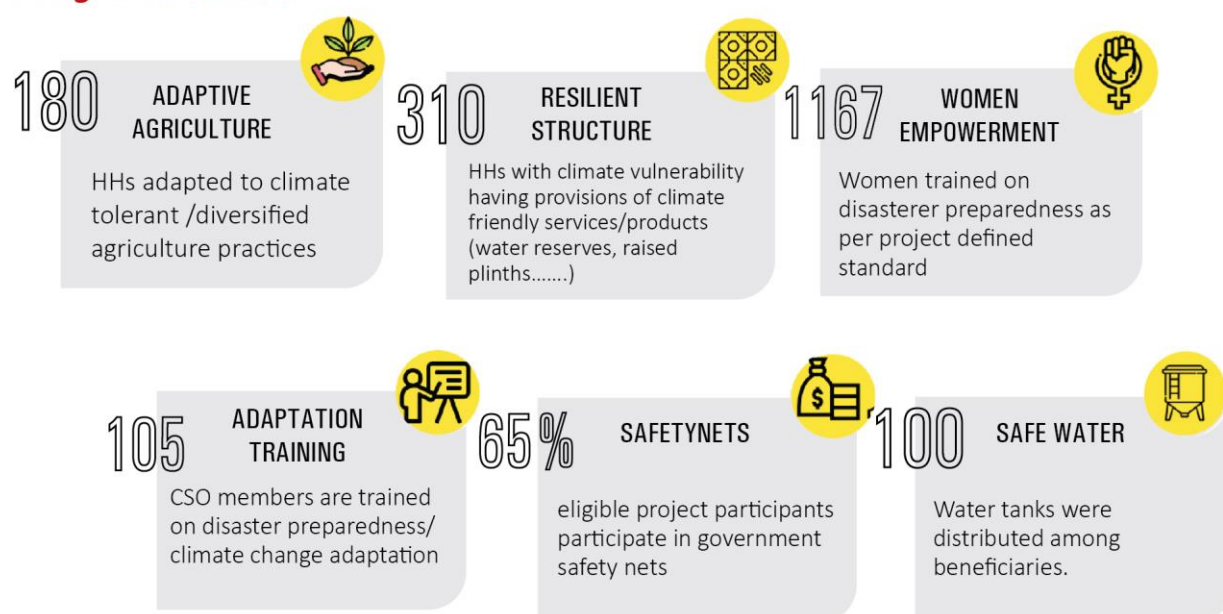 180
ADAPTIVE
AGRICULTURE
HHs adapted to climate
tolerant /diversified
agriculture practices
310
RESILIENT
STRUCTURE
HHs with climate vulnerability
having provisions of climate
friendly services/products
(water reserves, raised
plinths.......)
1167
WOMEN
EMPOWERMENT
Women trained on
disasterer preparedness as
per project defined
standard
105
ADAPTATION
TRAINING
CSO members are trained
on disaster preparedness/
climate change adaptation
65%
SAFETYNETS
eligible project participants
participate in government
safety nets
100
SAFE WATER
Water tanks were
distributed among
beneficiaries.